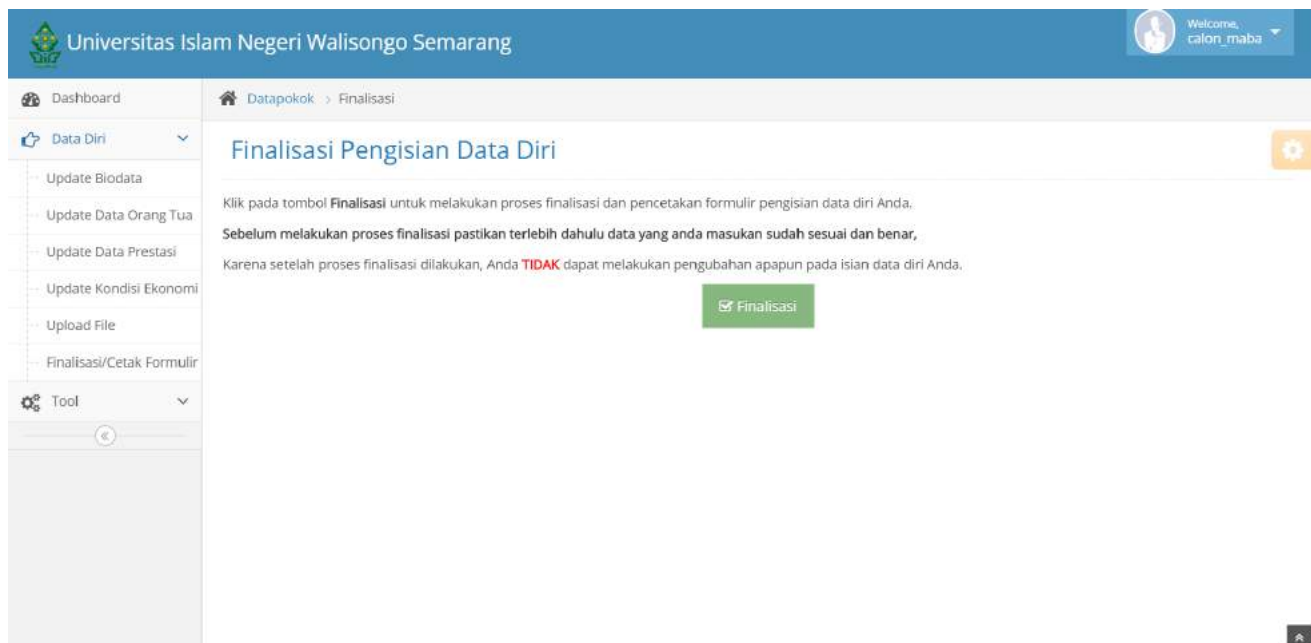 Universitas Islam Negeri Walisongo Semarang
Welcome,
calon_maba
Dashboard
Datapokok > Finalisasi
Data Diri
Update Biodata
Update Data Orang Tua
Update Data Prestasi
Update Kondisi Ekonomi
Upload File
Finalisasi/Cetak Formulir
Tool
Finalisasi Pengisian Data Diri
Klik pada tombol Finalisasi untuk melakukan proses finalisasi dan pencetakan formulir pengisian data diri Anda.
Sebelum melakukan proses finalisasi pastikan terlebih dahulu data yang anda masukan sudah sesuai dan benar,
Karena setelah proses finalisasi dilakukan, Anda TIDAK dapat melakukan pengubahan apapun pada isian data diri Anda.
Finalisasi